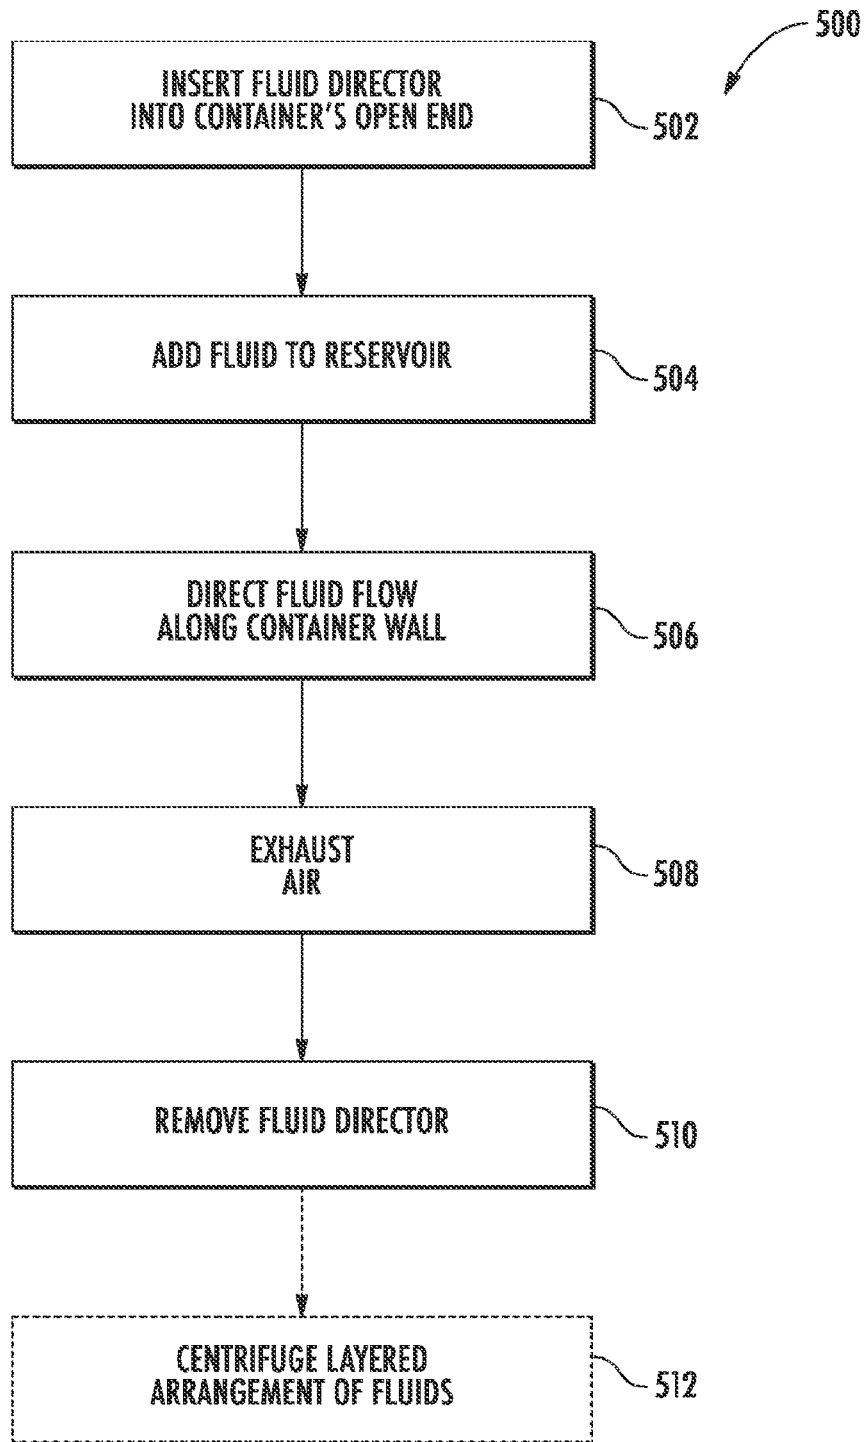 500
INSERT FLUID DIRECTOR
INTO CONTAINER'S OPEN END
502
ADD FLUID TO RESERVOIR
504
DIRECT FLUID FLOW
ALONG CONTAINER WALL
506
EXHAUST
AIR
508
REMOVE FLUID DIRECTOR
510
CENTRIFUGE LAYERED
ARRANGEMENT OF FLUIDS
512